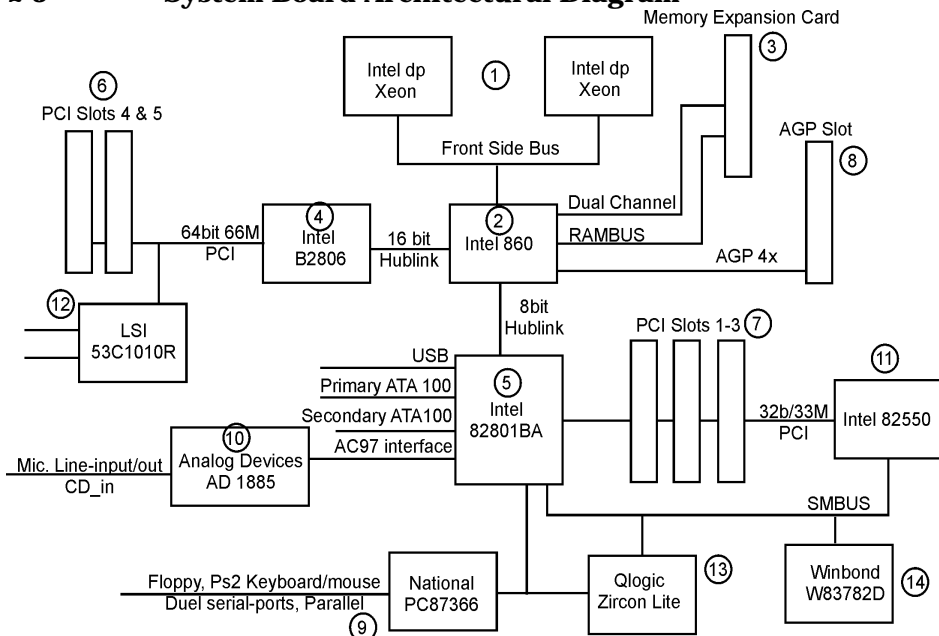 System Board Architectural Diagram
Memory Expansion Card
3
Intel dp
Xeon
1
Intel dp
Xeon
6
PCI Slots 4 & 5
AGP Slot
8
Front Side Bus
Dual Channel
RAMBUS
AGP 4x
64bit 66M
PCI
4
Intel
B2806
16 bit
Hublink
2
Intel 860
12
LSI
53C1010R
8bit
Hublink
PCI Slots 1-3
7
11
USB
Primary ATA 100
Secondary ATA100
AC97 interface
5
Intel
82801BA
32b/33M
PCI
Intel 82550
10
Analog Devices
AD 1885
Mic. Line-input/out
CD_in
SMBUS
Floppy, Ps2 Keyboard/mouse
Duel serial-ports, Parallel
9
National
PC87366
Qlogic
Zircon Lite
13
Winbond
W83782D
14